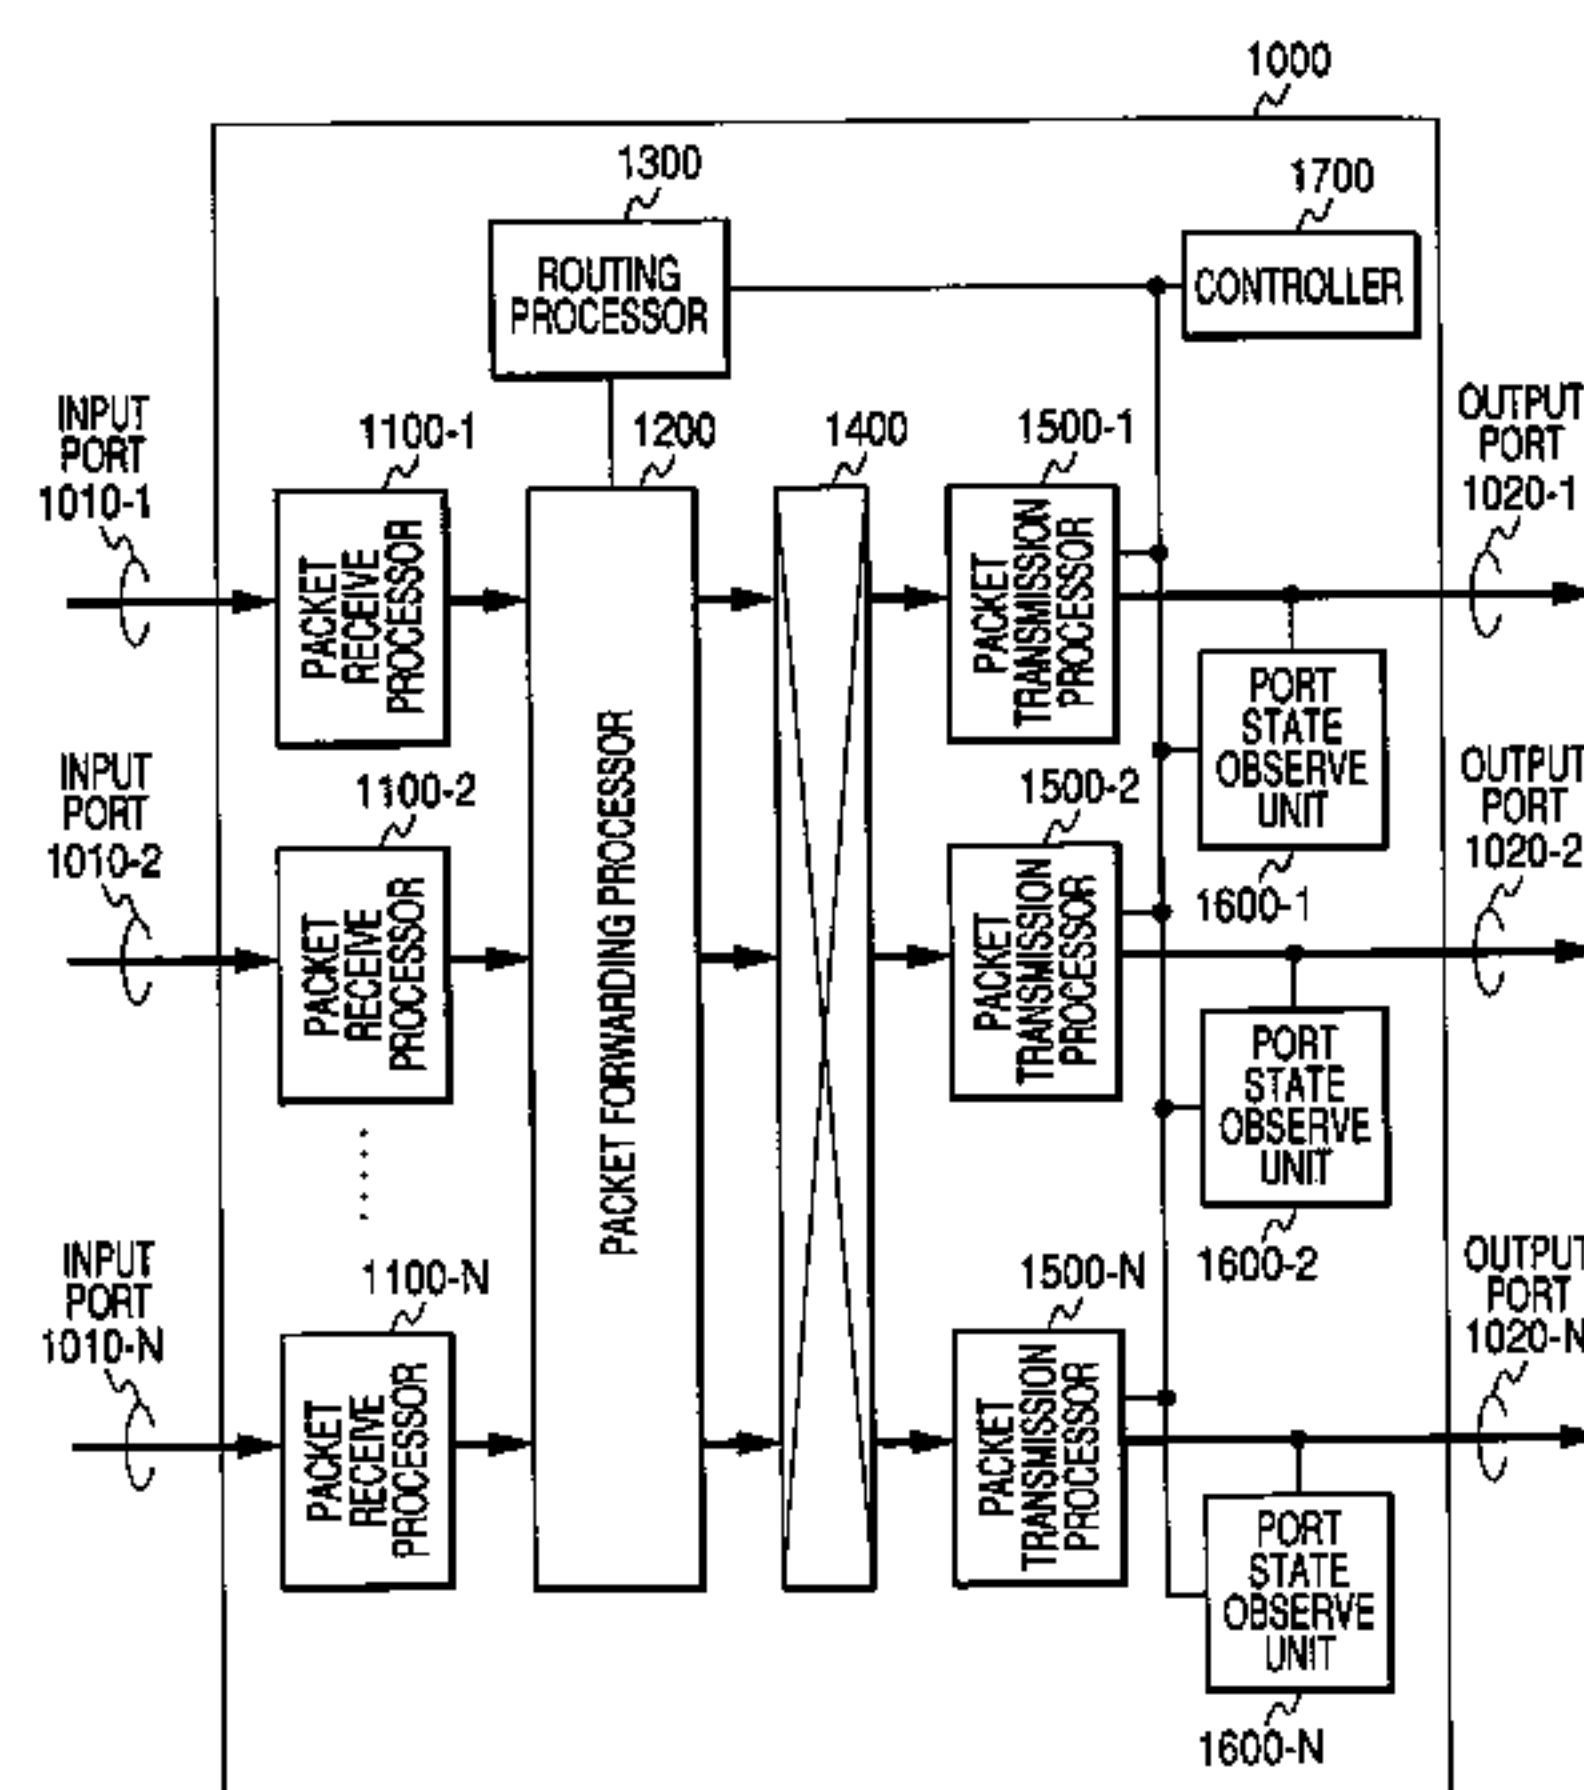 1000
1300
1700
ROUTING
PROCESSOR
CONTROLLER
INPUT
PORT
1010-1
1100-1
1200
1400
1500-1
OUTPUT
PORT
1020-1
PACKET
RECEIVE
PROCESSOR
PACKET
TRANSMISSION
PROCESSOR
PORT
STATE
OBSERVE
UNIT
1600-1
PACKET FORWARDING PROCESSOR
INPUT
PORT
1010-2
1100-2
1500-2
OUTPUT
PORT
1020-2
PACKET
RECEIVE
PROCESSOR
PACKET
TRANSMISSION
PROCESSOR
PORT
STATE
OBSERVE
UNIT
1600-2
INPUT
PORT
1010-N
1100-N
1500-N
OUTPUT
PORT
1020-N
PACKET
RECEIVE
PROCESSOR
PACKET
TRANSMISSION
PROCESSOR
PORT
STATE
OBSERVE
UNIT
1600-N